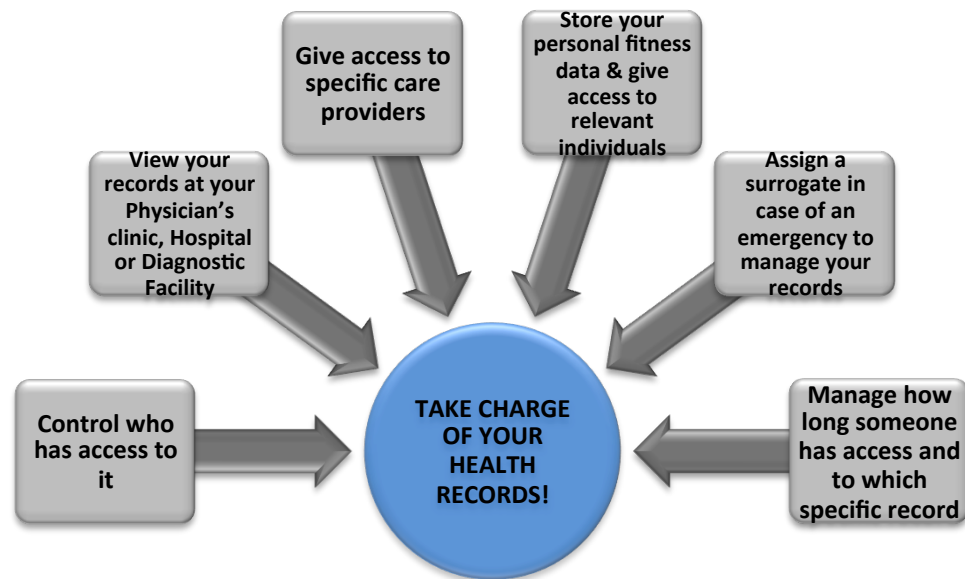 Control who
has access to
it
View your
records at your
Physician’s
clinic, Hospital
or Diagnostic
Facility
Give access to
specific care
providers
Store your
personal fitness
data & give
access to
relevant
individuals
Assign a
surrogate in
case of an
emergency to
manage your
records
Manage how
long someone
has access and
to which
specific record
TAKE CHARGE
OF YOUR
HEALTH
RECORDS!